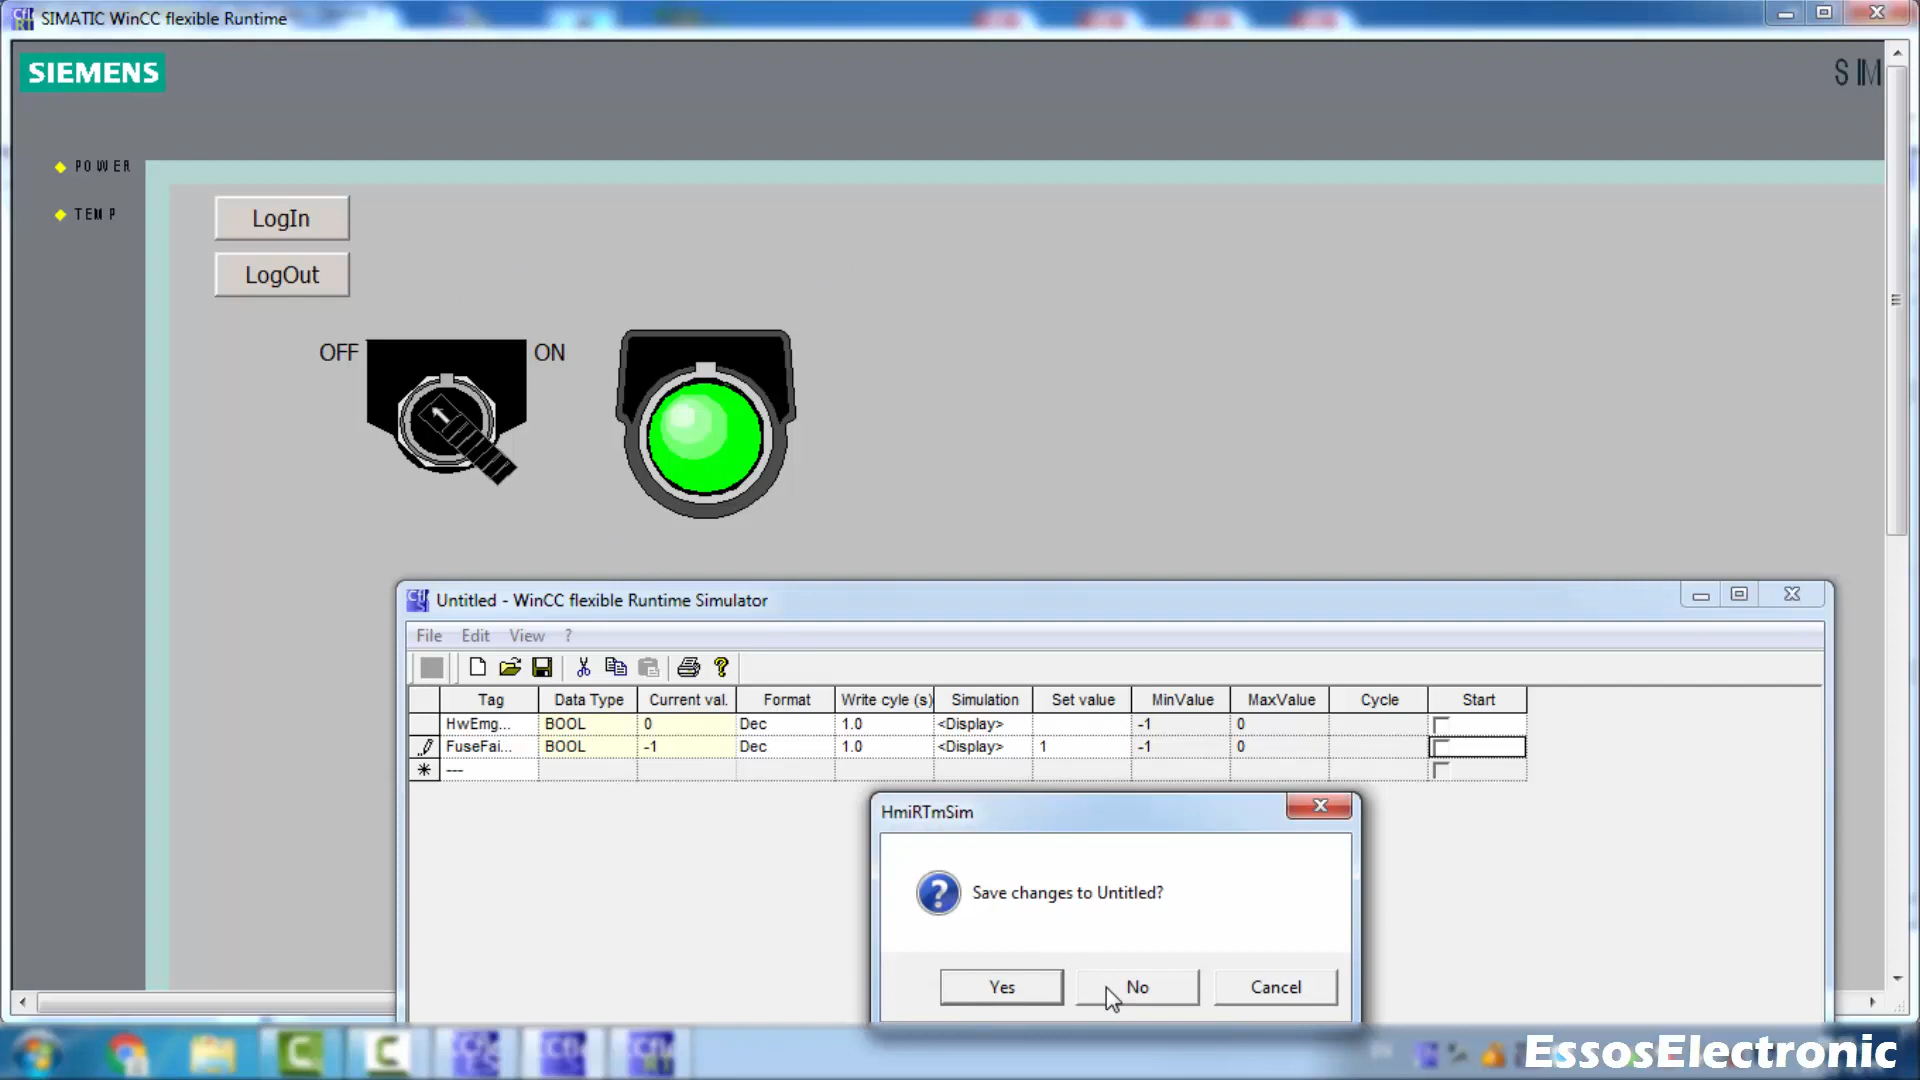 SIMATIC WinCC flexible Runtime
SIEMENS
SIM
POWER
TEMP
LogIn
LogOut
OFF
ON
Untitled - WinCC flexible Runtime Simulator
File Edit View ?
Tag Data Type Current val. Format Write cyle (s) Simulation Set value MinValue MaxValue Cycle Start
HwEmg... BOOL 0 Dec 1.0 <Display> -1 0
FuseFai... BOOL -1 Dec 1.0 <Display> 1 -1 0
---
HmiRTmSim
Save changes to Untitled?
Yes No Cancel
EssosElectronic